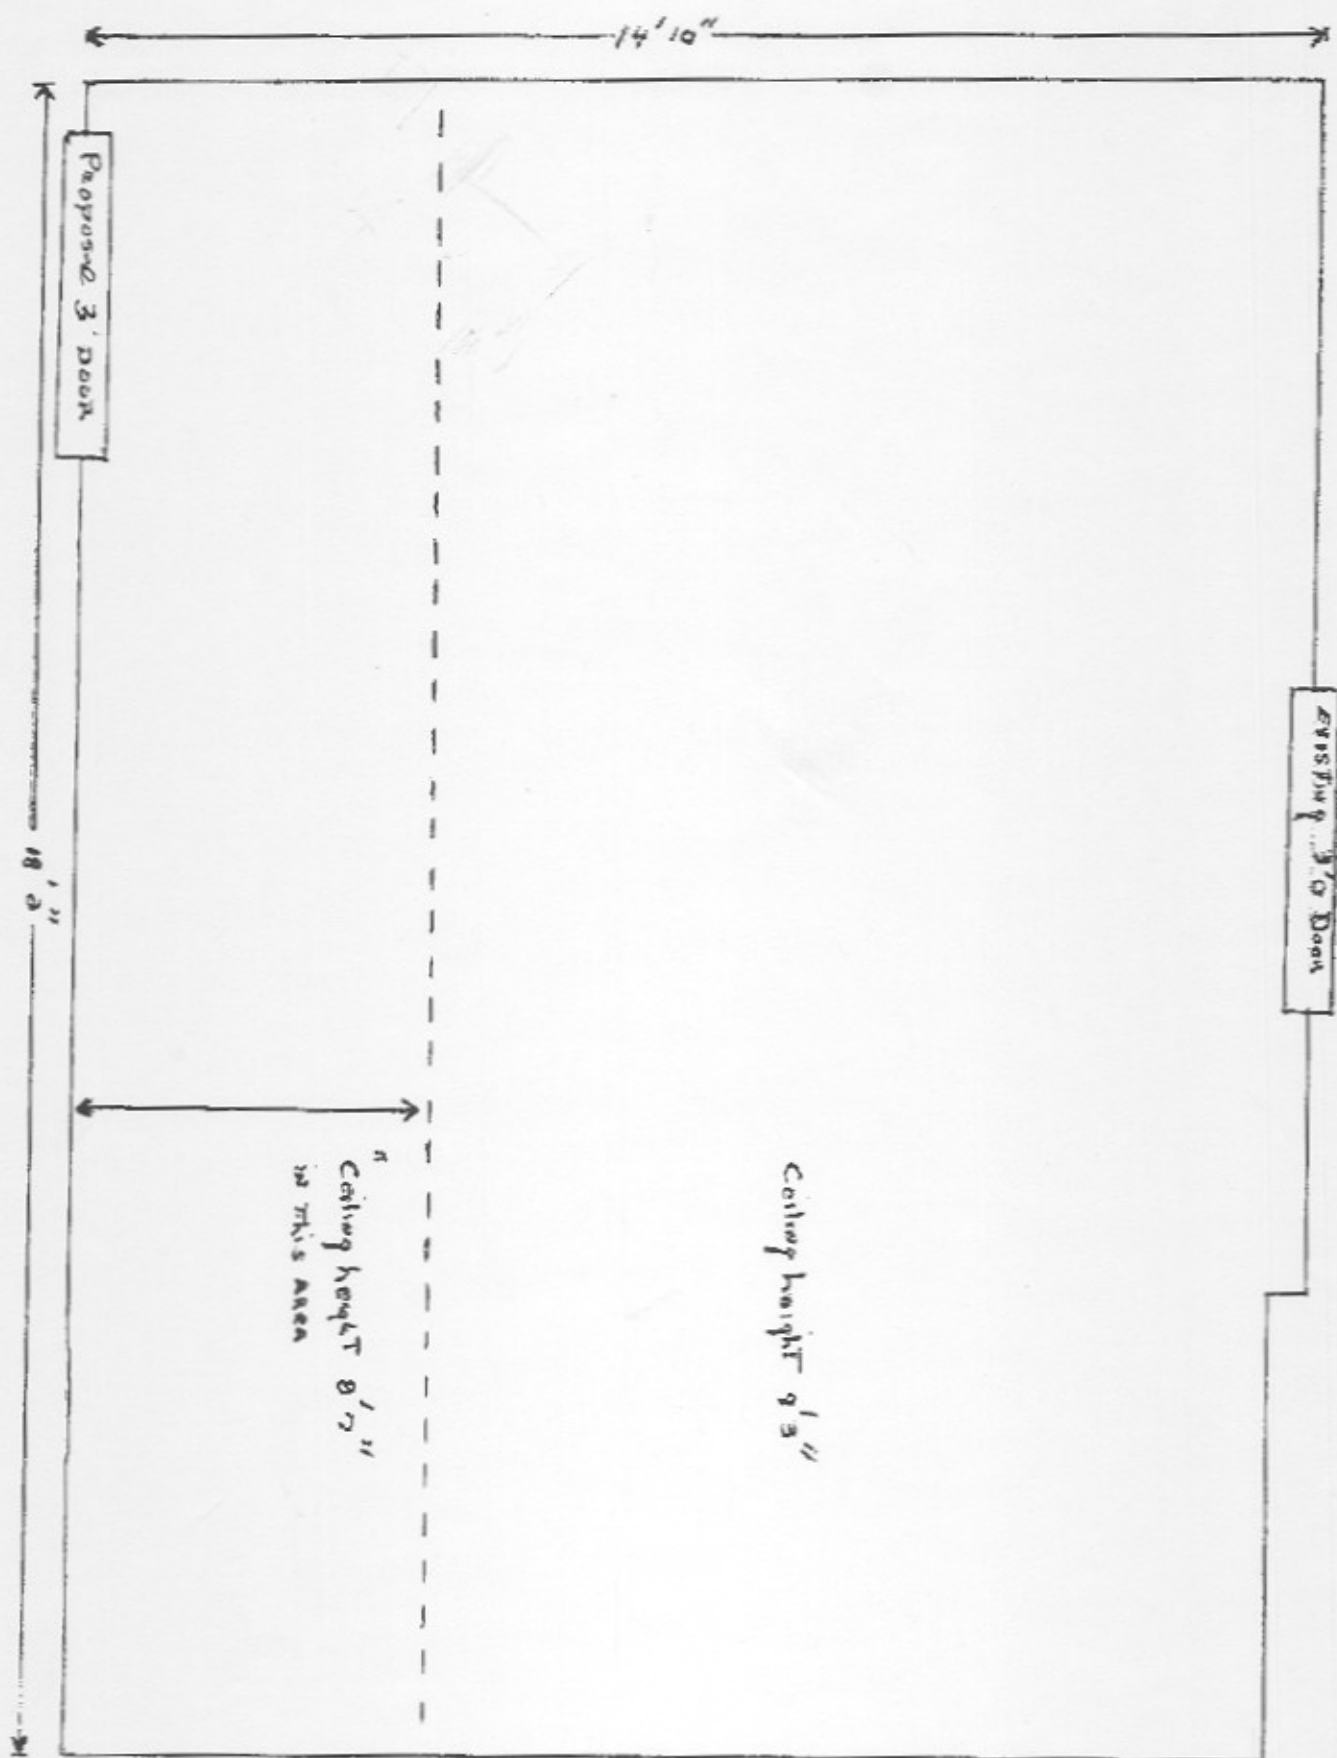 14' 10"
Propose 3' Door
Existing 3'0 Door
18' 2"
Ceiling height 9'3"
" Ceiling height 8'7"
in This Area